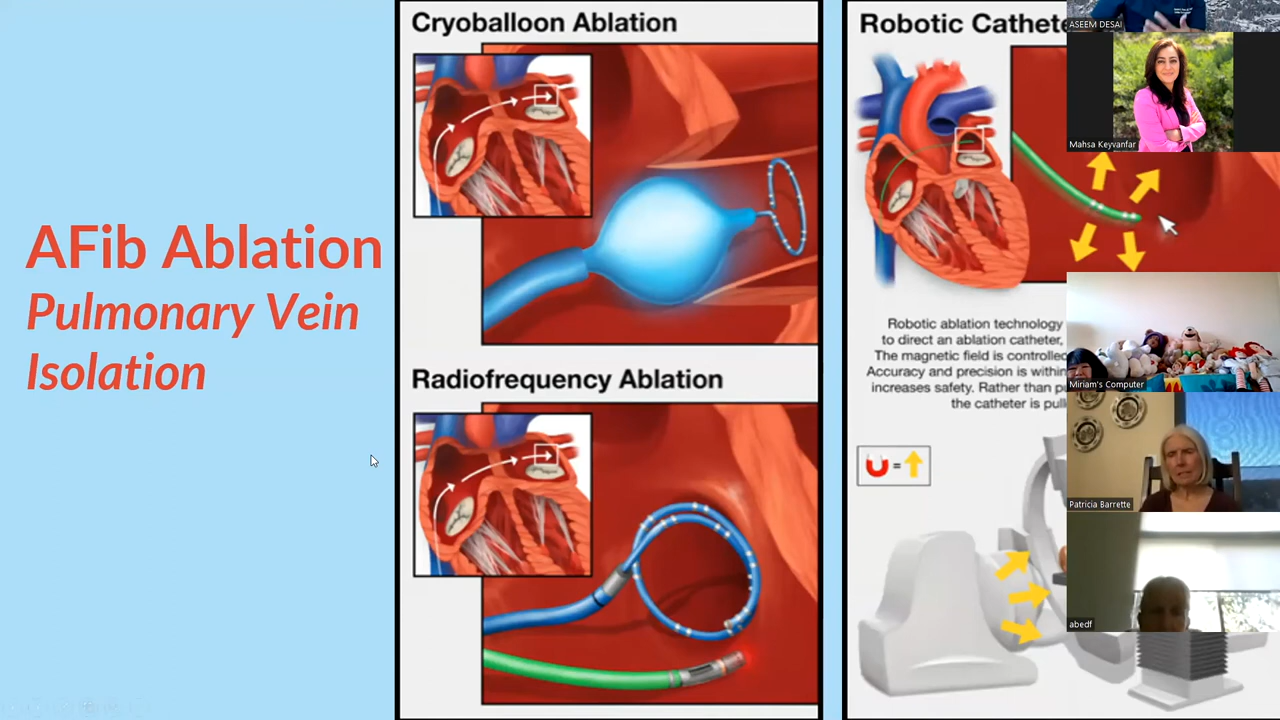 AFib Ablation
Pulmonary Vein
Isolation
Cryoballoon Ablation
Radiofrequency Ablation
Robotic Cathete
Robotic ablation technology
to direct an ablation catheter,
The magnetic field is controlled
Accuracy and precision is within
increases safety. Rather than pu
the catheter is pull
=
ASEEM DESAI
Mahsa Keyvanfar
Miriam's Computer
Patricia Barrette
abedf